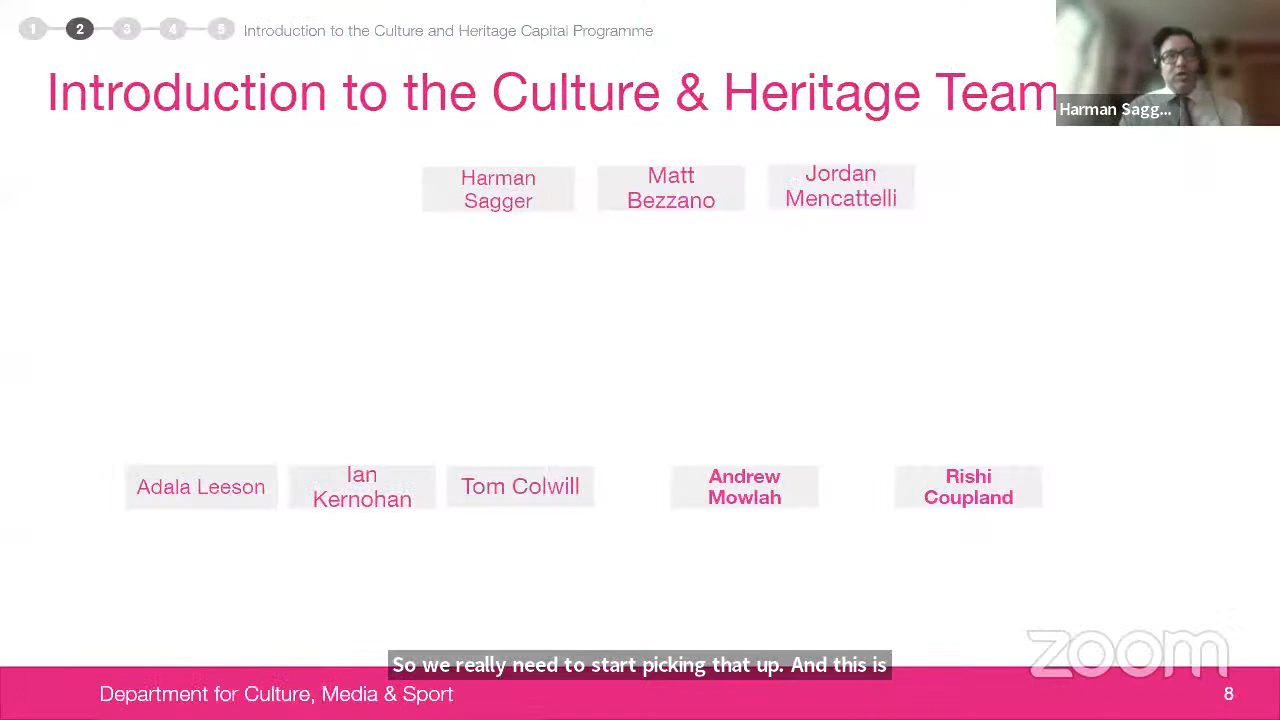 1 2 3 4 5 Introduction to the Culture and Heritage Capital Programme
Introduction to the Culture & Heritage Team
Harman Sagg...
Harman
Sagger
Matt
Bezzano
Jordan
Mencattelli
Adala Leeson
Ian
Kernohan
Tom Colwill
Andrew
Mowlah
Rishi
Coupland
zoom
So we really need to start picking that up. And this is
Department for Culture, Media & Sport
8